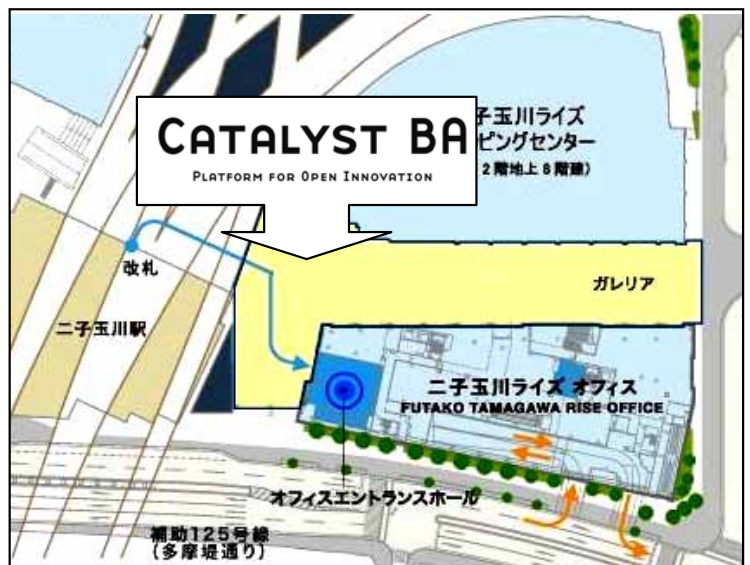 CATALYST BA
PLATFORM FOR OPEN INNOVATION
子玉川ライズ
ピングセンター
2階地上8階建)
改札
ガレリア
二子玉川駅
二子玉川ライズ オフィス
FUTAKO TAMAGAWA RISE OFFICE
オフィスエントランスホール
補助125号線
(多摩堤通り)